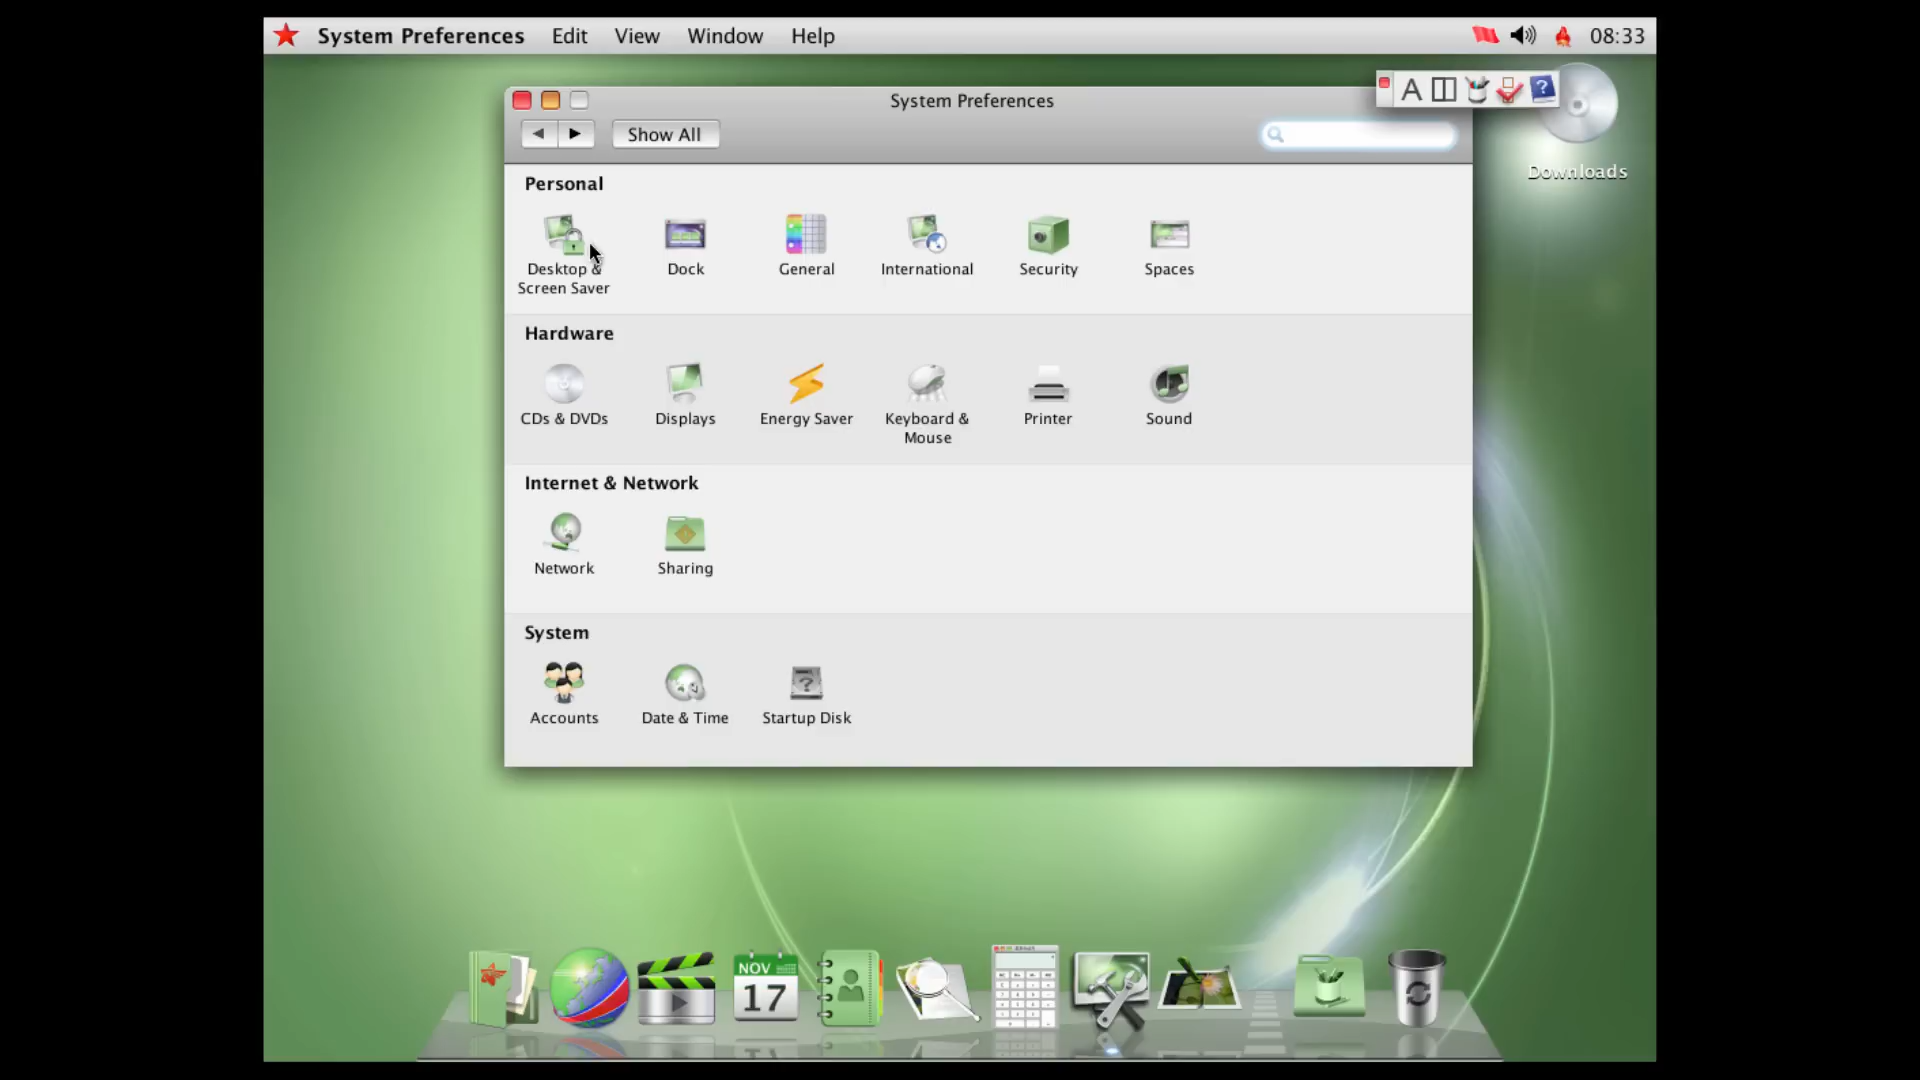 System Preferences Edit View Window Help 08:33
System Preferences
A ?
Show All
Downloads
Personal
Desktop &
Screen Saver
Dock
General
International
Security
Spaces
Hardware
CDs & DVDs
Displays
Energy Saver
Keyboard &
Mouse
Printer
Sound
Internet & Network
Network
Sharing
System
Accounts
Date & Time
?
Startup Disk
NOV
17